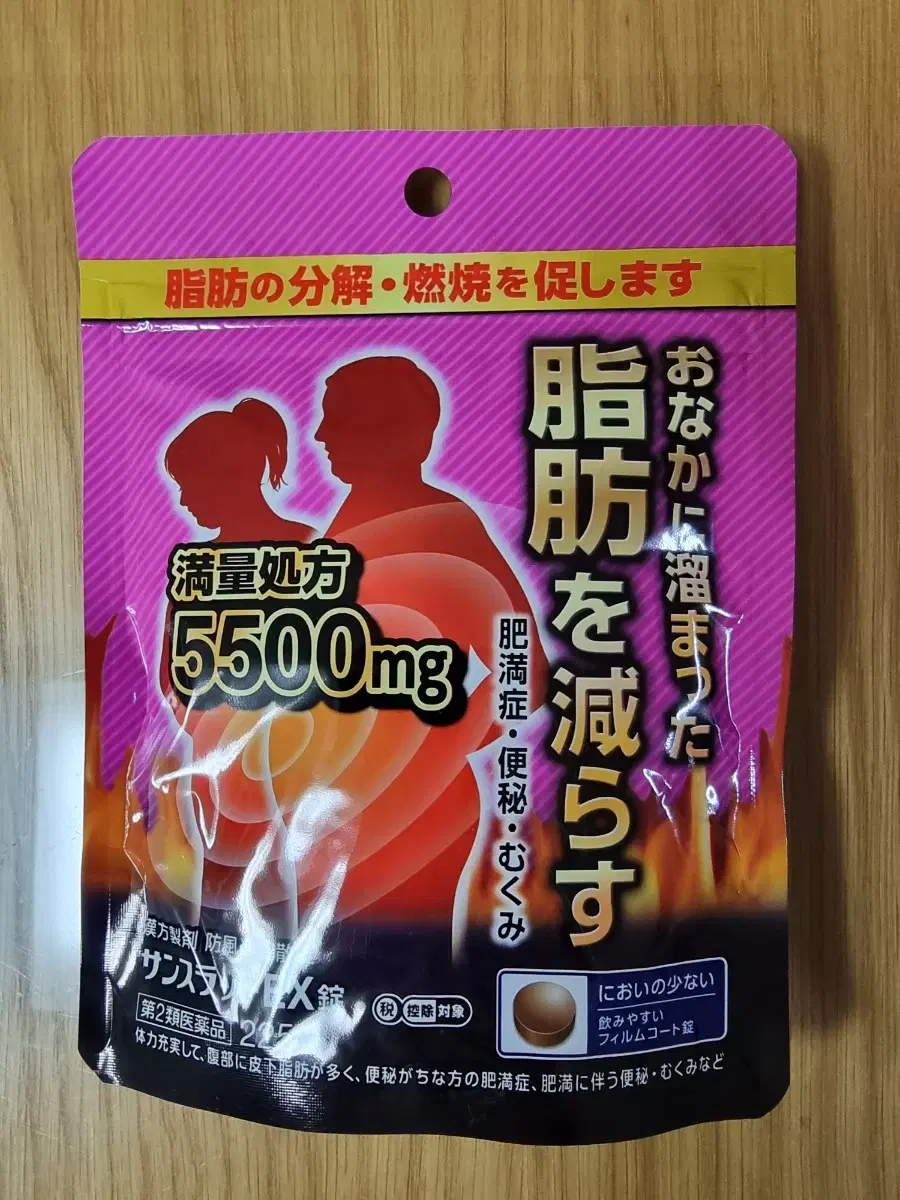 脂肪の分解・燃焼を促します
おなかに溜まった
脂肪を減らす
肥満症・便秘・むくみ
満量処方
5500mg
漢方製剤 防風
EX錠
第2類医薬品
税 控除対象
においの少ない
飲みやすい
フィルムコート錠
体力充実して、腹部に皮下脂肪が多く、便秘がちな方の肥満症、肥満に伴う便秘・むくみなど